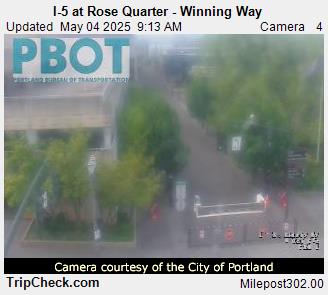 I-5 at Rose Quarter - Winning Way
Updated May 04 2025 9:13 AM Camera 4
PBOT
PORTLAND BUREAU OF TRANSPORTATION
Camera courtesy of the City of Portland
TripCheck.com Milepost302.00